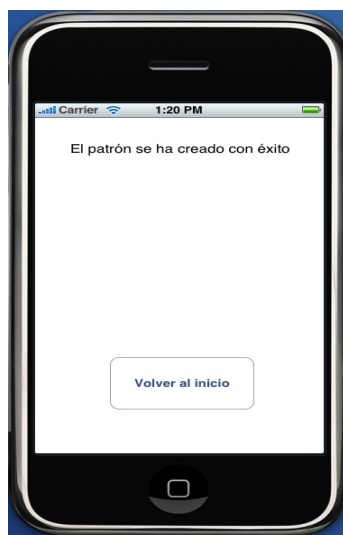 Carrier 1:20 PM
El patrón se ha creado con éxito
Volver al inicio